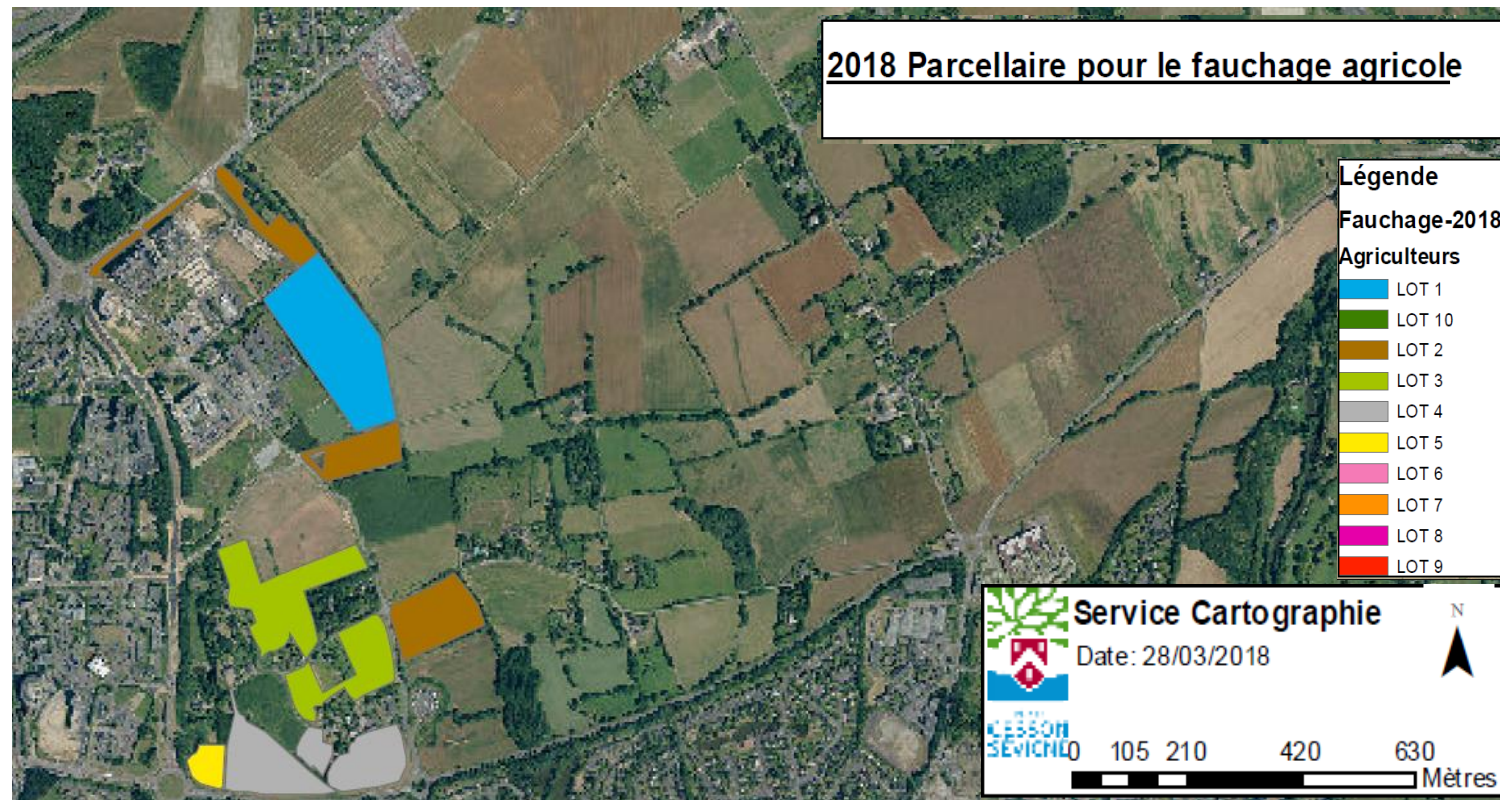 2018 Parcellaire pour le fauchage agricole
Légende
Fauchage-2018
Agriculteurs
LOT 1
LOT 10
LOT 2
LOT 3
LOT 4
LOT 5
LOT 6
LOT 7
LOT 8
LOT 9
Service Cartographie
Date: 28/03/2018
N
CESSON
SÉVIGNÉ
0 105 210 420 630
Mètres